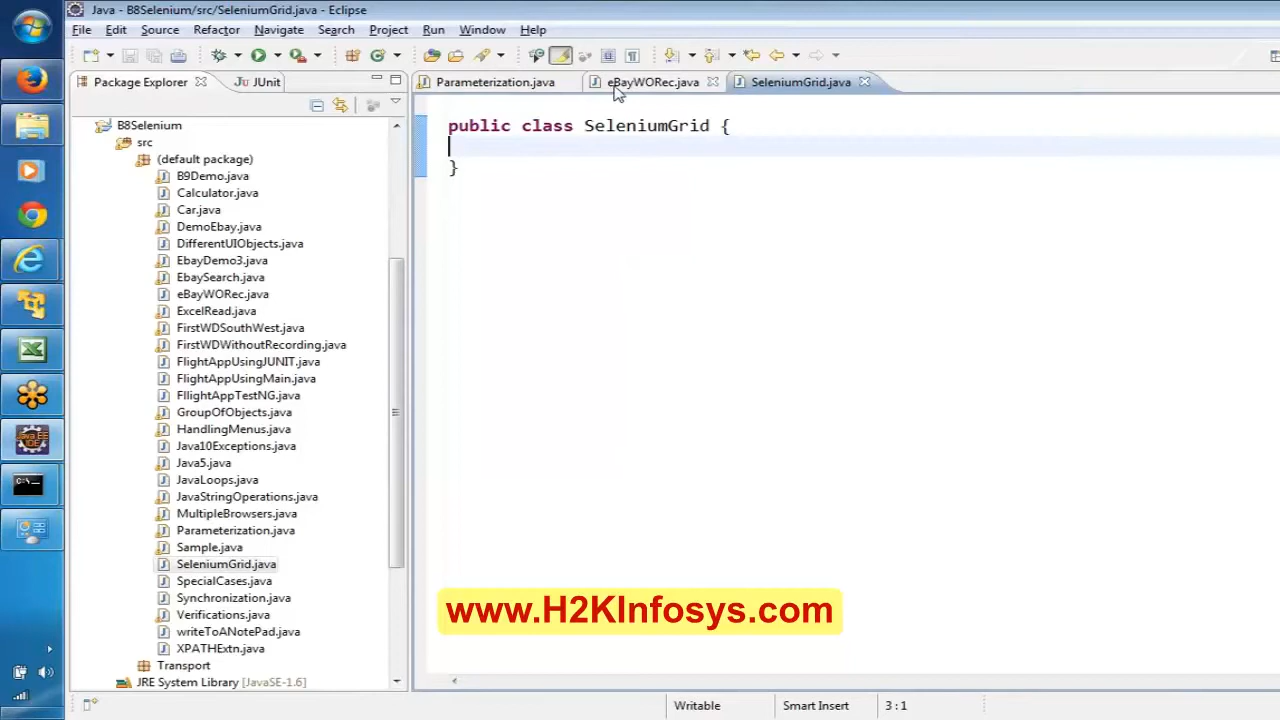 Java - B8Selenium/src/SeleniumGrid.java - Eclipse
File Edit Source Refactor Navigate Search Project Run Window Help
Package Explorer
Ju JUnit
Parameterization.java
eBayWORec.java
SeleniumGrid.java
B8Selenium
src
(default package)
B9Demo.java
Calculator.java
Car.java
DemoEbay.java
DifferentUIObjects.java
EbayDemo3.java
EbaySearch.java
eBayWORec.java
ExcelRead.java
FirstWDSouthWest.java
FirstWDWithoutRecording.java
FlightAppUsingJUNIT.java
FlightAppUsingMain.java
FllightAppTestNG.java
GroupOfObjects.java
HandlingMenus.java
Java10Exceptions.java
Java5.java
JavaLoops.java
JavaStringOperations.java
MultipleBrowsers.java
Parameterization.java
Sample.java
SeleniumGrid.java
SpecialCases.java
Synchronization.java
Verifications.java
writeToANotePad.java
XPATHExtn.java
Transport
JRE System Library [JavaSE-1.6]
public class SeleniumGrid {
}
www.H2KInfosys.com
Writable
Smart Insert
3 : 1